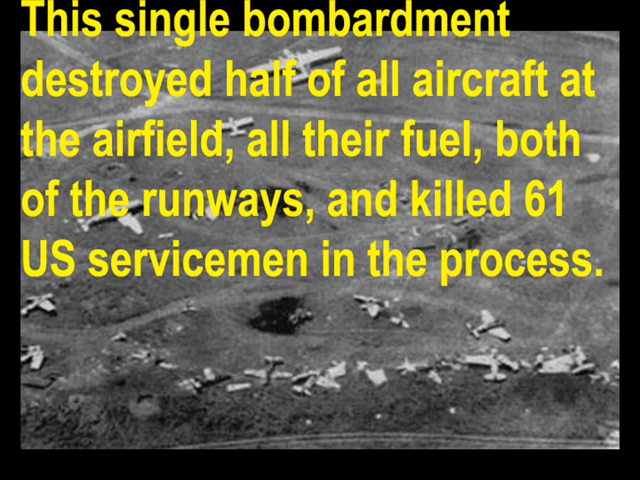 This single bombardment
destroyed half of all aircraft at
the airfield, all their fuel, both
of the runways, and killed 61
US servicemen in the process.